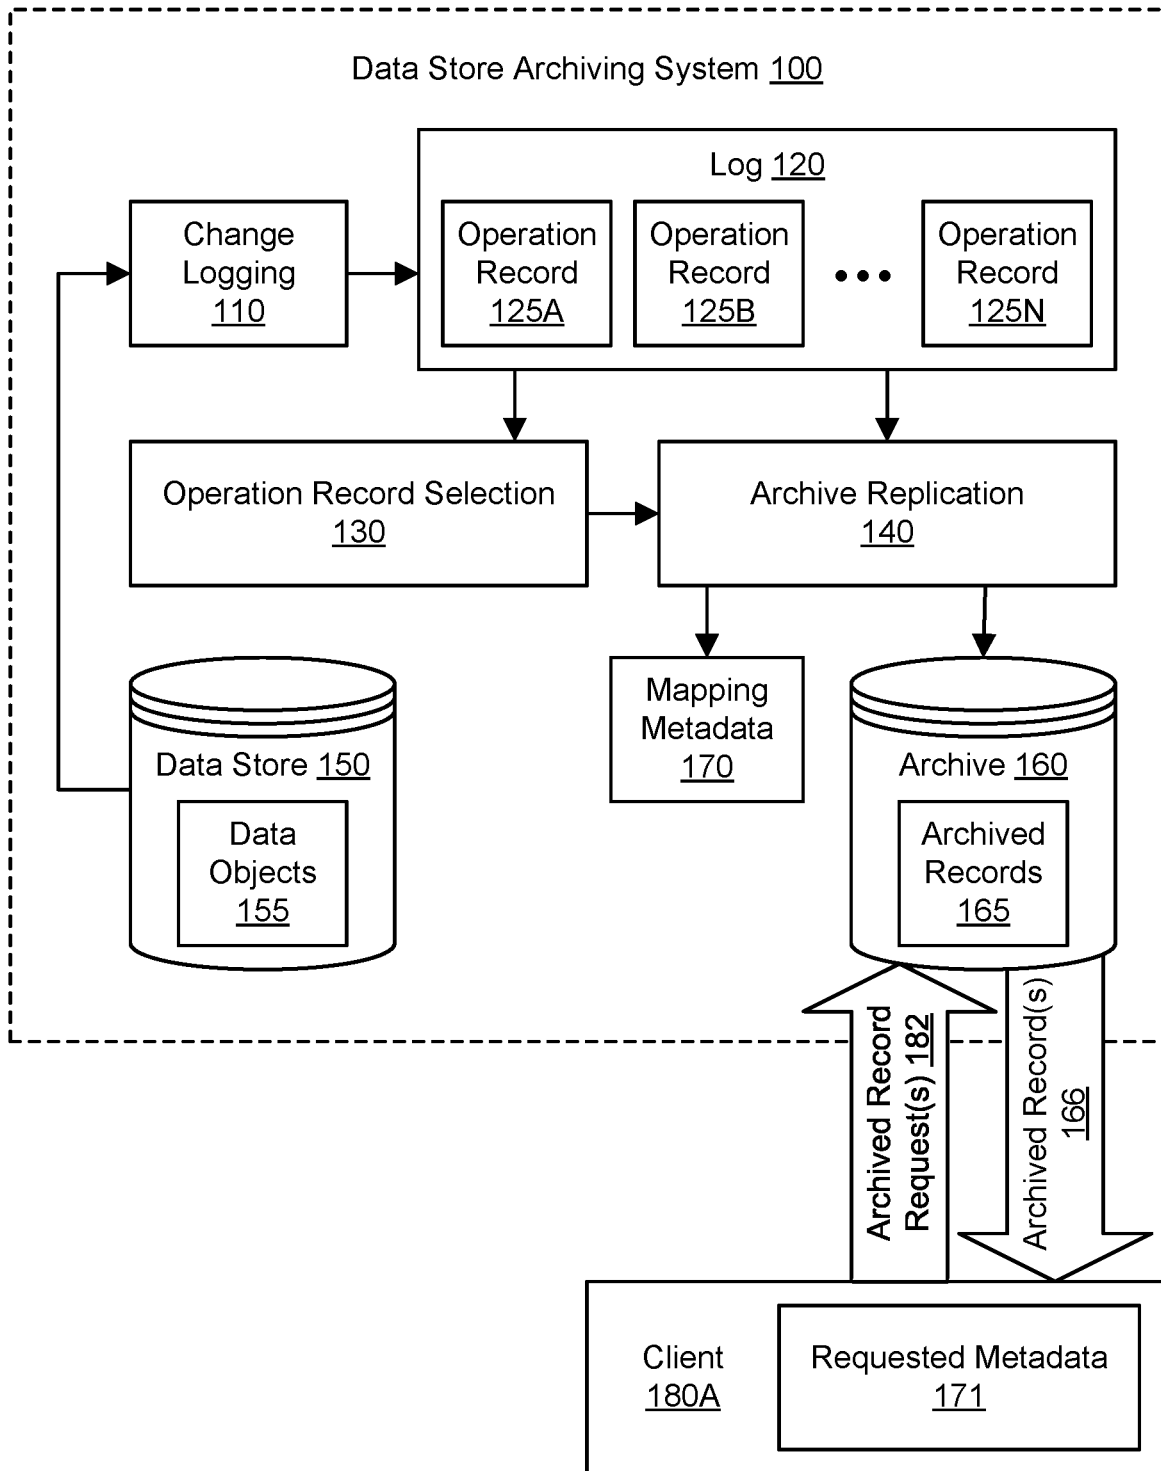 Data Store Archiving System 100
Log 120
Change
Logging
110
Operation
Record
125A
Operation
Record
125B
•••
Operation
Record
125N
Operation Record Selection
130
Archive Replication
140
Data Store 150
Data
Objects
155
Mapping
Metadata
170
Archive 160
Archived
Records
165
Archived Record
Request(s) 182
Archived Record(s)
166
Client
180A
Requested Metadata
171